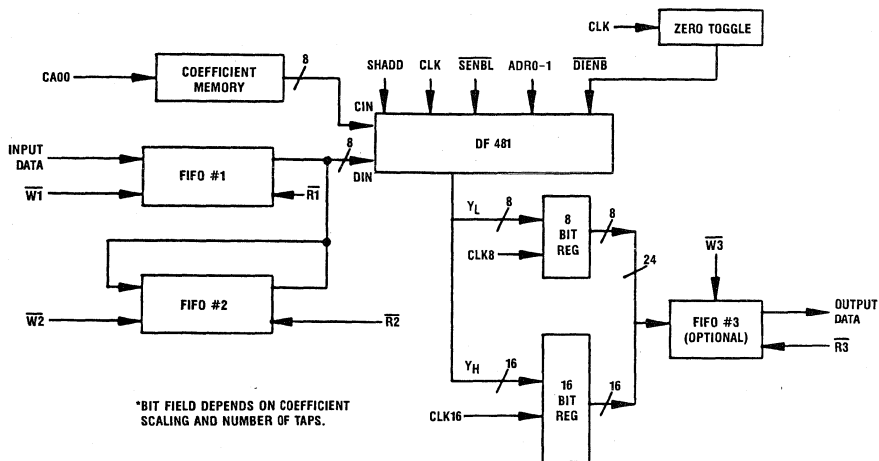 CLK
ZERO TOGGLE
CA00
COEFFICIENT
MEMORY
8
SHADD
CLK
SENBL
ADR0-1
DIENB
CIN
DF 481
INPUT
DATA
FIFO #1
8
DIN
W1
R1
FIFO #2
W2
R2
YL
8
8
BIT
REG
8
CLK8
24
W3
FIFO #3
(OPTIONAL)
OUTPUT
DATA
R3
YH
16
16
BIT
REG
16
CLK16
*BIT FIELD DEPENDS ON COEFFICIENT
SCALING AND NUMBER OF TAPS.